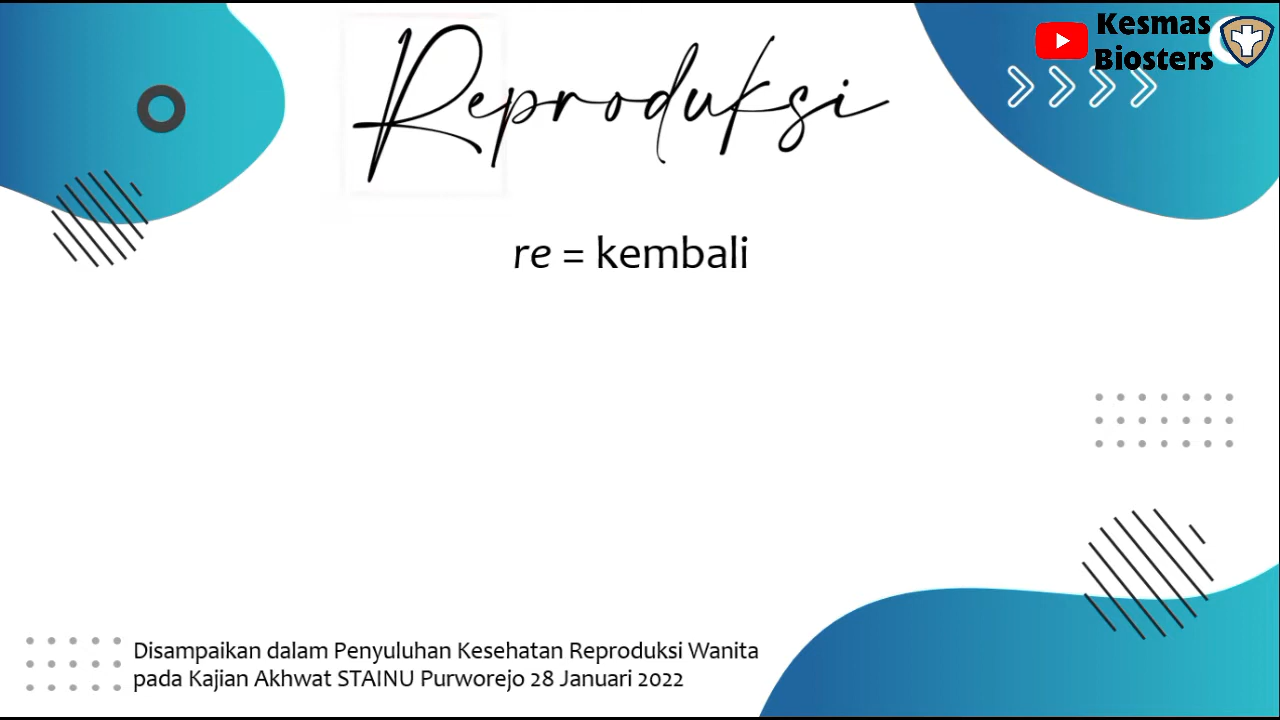 Kesmas
Biosters
Reproduksi
re = kembali
Disampaikan dalam Penyuluhan Kesehatan Reproduksi Wanita
pada Kajian Akhwat STAINU Purworejo 28 Januari 2022